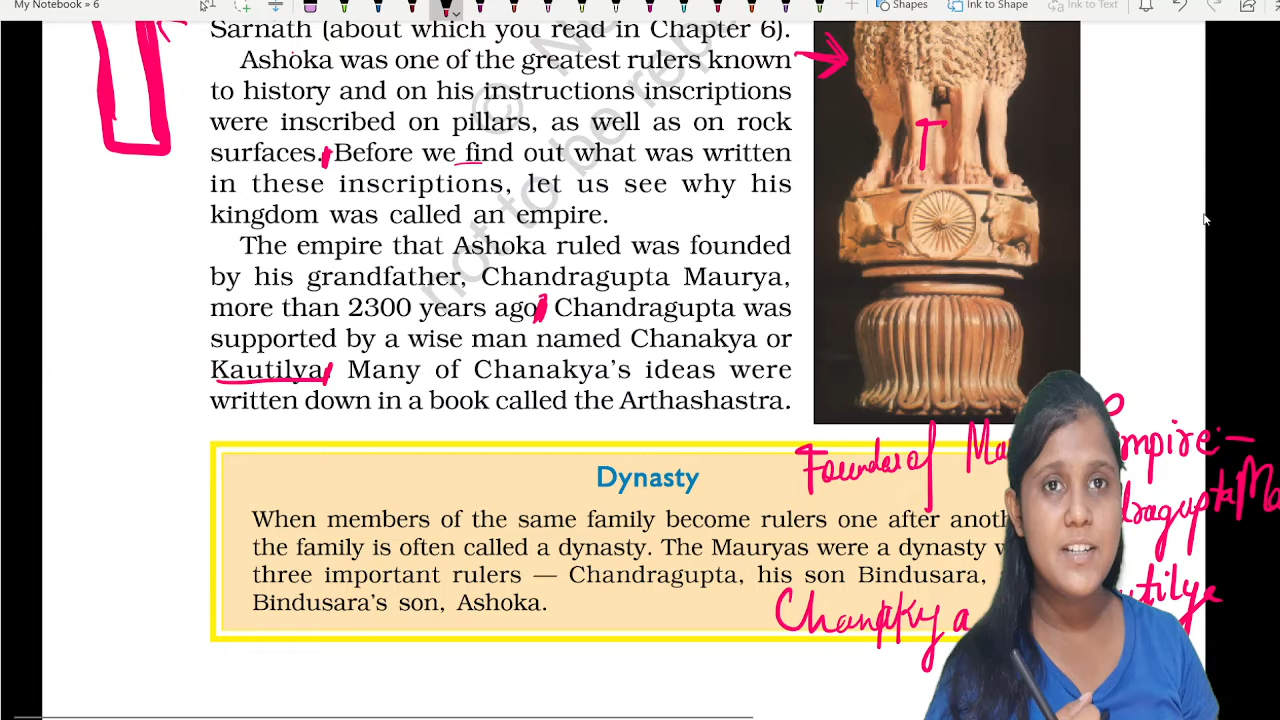 My Notebook » 6
Shapes
Ink to Shape
Ink to Text
Share
Sarnath (about which you read in Chapter 6).
Ashoka was one of the greatest rulers known
to history and on his instructions inscriptions
were inscribed on pillars, as well as on rock
surfaces. Before we find out what was written
in these inscriptions, let us see why his
kingdom was called an empire.
The empire that Ashoka ruled was founded
by his grandfather, Chandragupta Maurya,
more than 2300 years ago. Chandragupta was
supported by a wise man named Chanakya or
Kautilya. Many of Chanakya's ideas were
written down in a book called the Arthashastra.
Founder of Empire:-
Dynasty
When members of the same family become rulers one after
the family is often called a dynasty. The Mauryas were a dynasty
three important rulers — Chandragupta, his son Bindusara,
Bindusara's son, Ashoka.
Chanakya
not to be